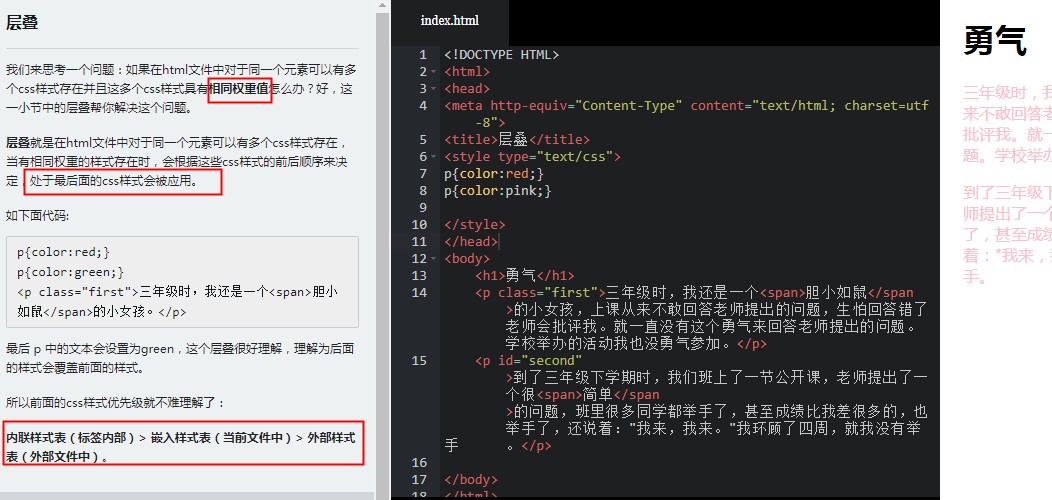 层叠
我们来思考一个问题：如果在html文件中对于同一个元素可以有多
个css样式存在并且这多个css样式具有相同权重值怎么办？好，这
一小节中的层叠帮你解决这个问题。
层叠就是在html文件中对于同一个元素可以有多个css样式存在，
当有相同权重的样式存在时，会根据这些css样式的前后顺序来决
定，处于最后面的css样式会被应用。
如下面代码:
p{color:red;}
p{color:green;}
<p class="first">三年级时，我还是一个<span>胆小
如鼠</span>的小女孩。</p>
最后 p 中的文本会设置为green，这个层叠很好理解，理解为后面
的样式会覆盖前面的样式。
所以前面的css样式优先级就不难理解了：
内联样式表（标签内部）> 嵌入样式表（当前文件中）> 外部样式
表（外部文件中）。
index.html
1 <!DOCTYPE HTML>
2 <html>
3 <head>
4 <meta http-equiv="Content-Type" content="text/html; charset=utf
-8">
5 <title>层叠</title>
6 <style type="text/css">
7 p{color:red;}
8 p{color:pink;}
9
10 </style>
11 </head>
12 <body>
13 <h1>勇气</h1>
14 <p class="first">三年级时，我还是一个<span>胆小如鼠</span
>的小女孩，上课从来不敢回答老师提出的问题，生怕回答错了
老师会批评我。就一直没有这个勇气来回答老师提出的问题。
学校举办的活动我也没勇气参加。</p>
15 <p id="second"
>到了三年级下学期时，我们班上了一节公开课，老师提出了一
个很<span>简单</span
>的问题，班里很多同学都举手了，甚至成绩比我差很多的，也
举手了，还说着："我来，我来。"我环顾了四周，就我没有举
手。</p>
16
17 </body>
18 </html>
勇气
三年级时，我
来不敢回答老
批评我。就一
题。学校举办
到了三年级下
师提出了一个
了，甚至成绩
着："我来，我
手。